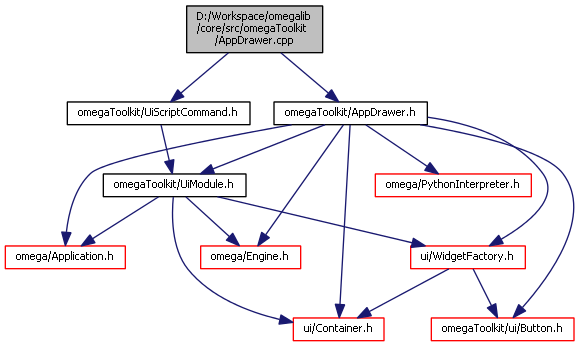 D:/Workspace/omegalib
/core/src/omegaToolkit
/AppDrawer.cpp
omegaToolkit/UiScriptCommand.h
omegaToolkit/AppDrawer.h
omegaToolkit/UiModule.h
omega/PythonInterpreter.h
omega/Application.h
omega/Engine.h
ui/WidgetFactory.h
ui/Container.h
omegaToolkit/ui/Button.h